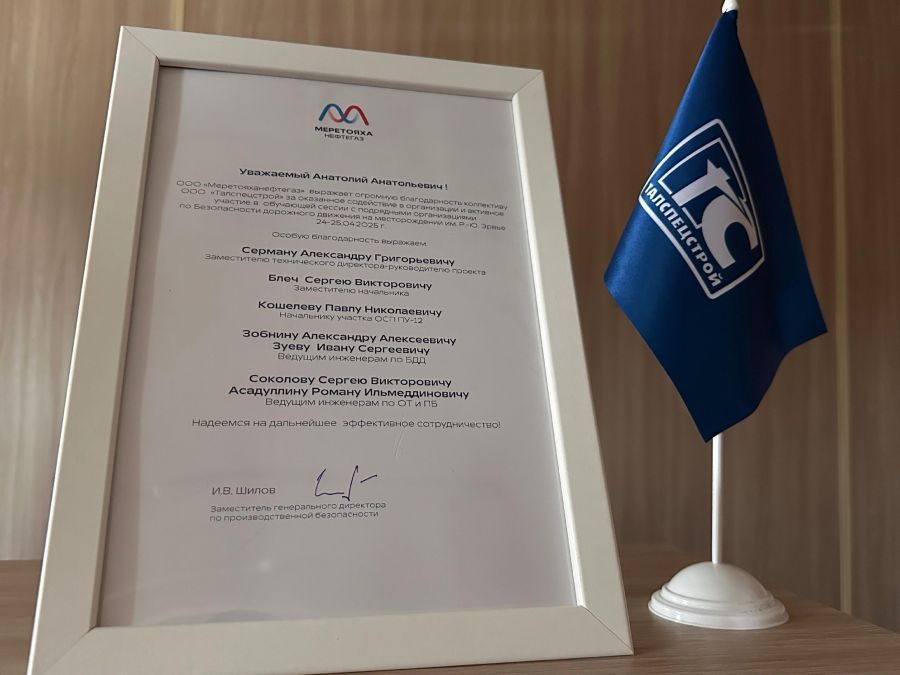 МЕРЕТОЯХА
НЕФТЕГАЗ
Уважаемый Анатолий Анатольевич !
ООО «Меретояханефтегаз» выражает огромную благодарность коллективу
ООО «Талспецстрой» за оказанное содействие в организации и активное
участие в обучающей сессии с подрядными организациями
по Безопасности дорожного движения на месторождении им. Р.-Ю. Эрвье
24-25.04.2025 г.
Особую благодарность выражаем:
Серману Александру Григорьевичу
Заместителю технического директора-руководителю проекта
Блеч Сергею Викторовичу
Заместителю начальника
Кошелеву Павлу Николаевичу
Начальнику участка ОСП ПУ-12
Зобнину Александру Алексеевичу
Зуеву Ивану Сергеевичу
Ведущим инженерам по БДД
Соколову Сергею Викторовичу
Асадуллину Роману Ильмеддиновичу
Ведущим инженерам по ОТ и ПБ
Надеемся на дальнейшее эффективное сотрудничество!
И.В. Шилов
Заместитель генерального директора
по производственной безопасности
ТС
ТАЛСПЕЦСТРОЙ